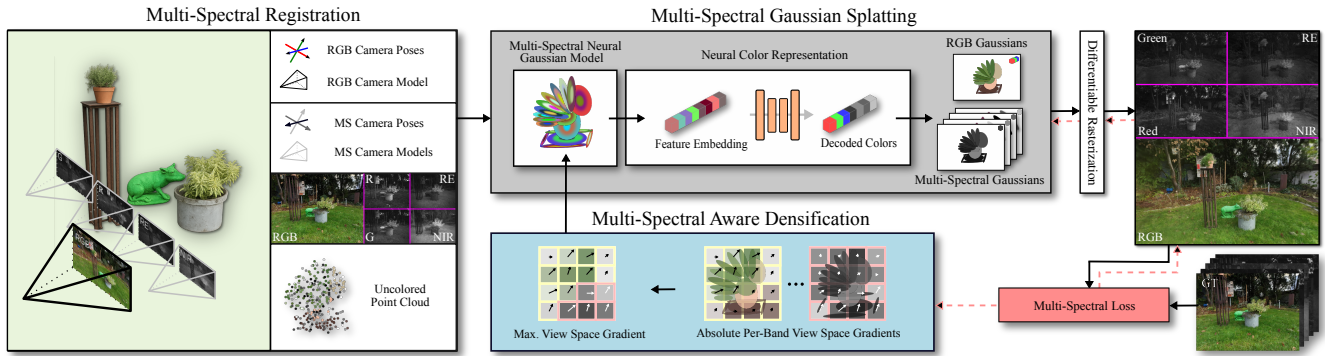 Multi-Spectral Registration
RGB Camera Poses
RGB Camera Model
MS Camera Poses
MS Camera Models
G
R
RE
RGB
R
RE
RGB
G
NIR
Uncolored
Point Cloud
Multi-Spectral Gaussian Splatting
Multi-Spectral Neural
Gaussian Model
Neural Color Representation
Feature Embedding
Decoded Colors
RGB Gaussians
Multi-Spectral Gaussians
Differentiable Rasterization
Green
RE
Red
NIR
RGB
Multi-Spectral Aware Densification
Max. View Space Gradient
Absolute Per-Band View Space Gradients
Multi-Spectral Loss
GT